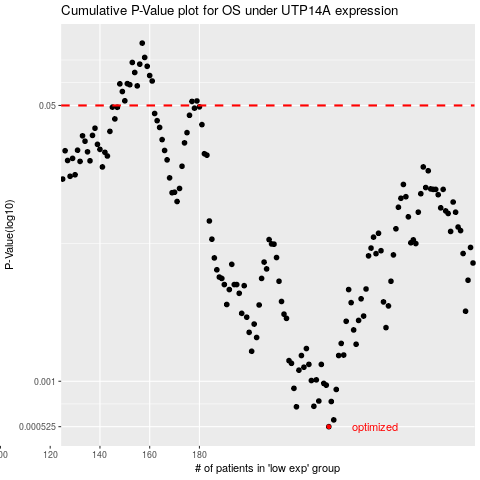 Cumulative P-Value plot for OS under UTP14A expression
P-Value(log10)
0.05
0.001
0.000525
optimized
00 120 140 160 180
# of patients in 'low exp' group